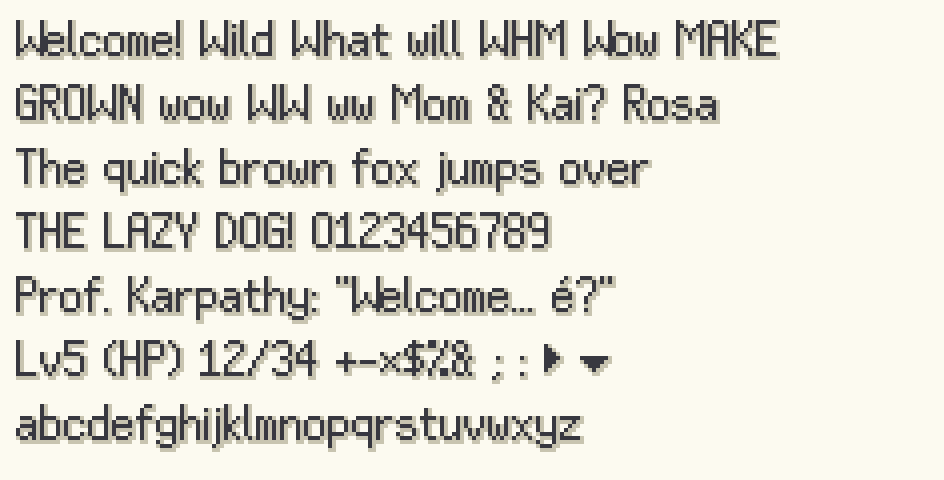 Welcome! Wild What will WHM Wow MAKE
GROWN wow WW ww Mom & Kai? Rosa
The quick brown fox jumps over
THE LAZY DOG! 0123456789
Prof. Karpathy: "Welcome... é?"
Lv5 (HP) 12/34 +-×$%& ; : ▶ ▼
abcdefghijklmnopqrstuvwxyz